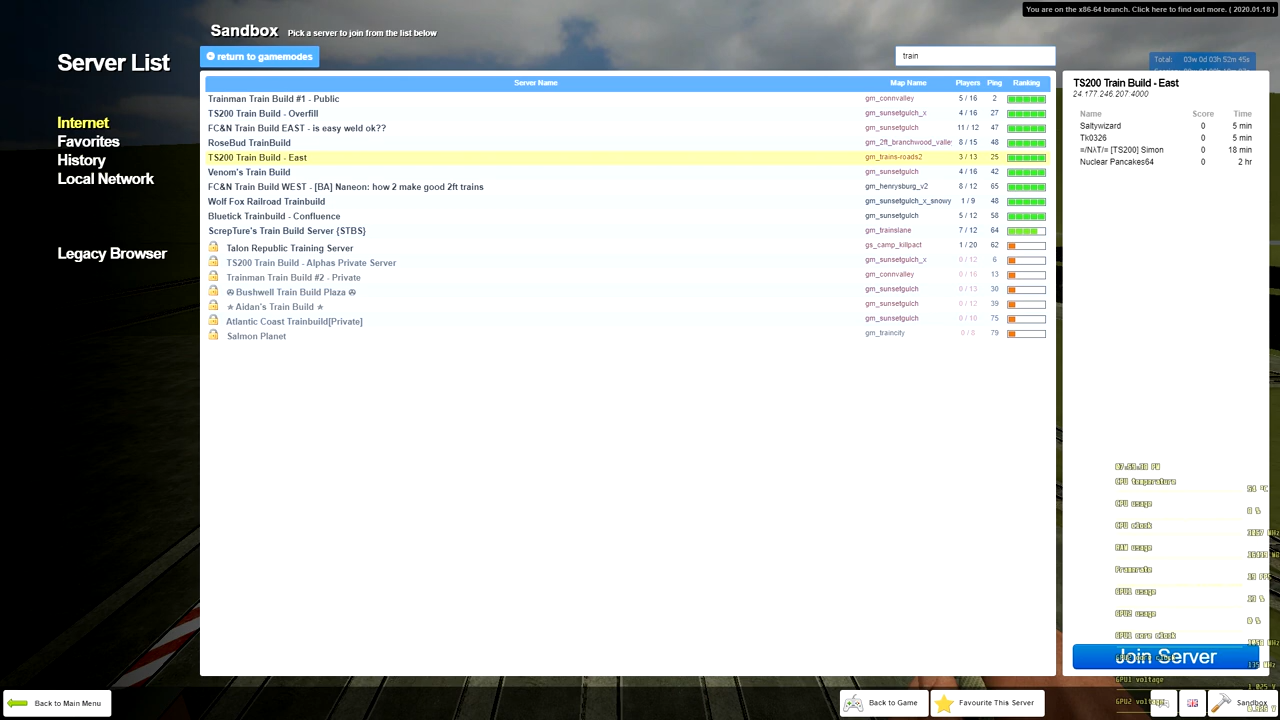 You are on the x86-64 branch. Click here to find out more. ( 2020.01.18 )
Sandbox Pick a server to join from the list below
Server List
return to gamemodes
train
Total: 03w 0d 03h 52m 45s
Internet
Favorites
History
Local Network
Legacy Browser
Server Name Map Name Players Ping Ranking
Trainman Train Build #1 - Public gm_connvalley 5 / 16 2
TS200 Train Build - Overfill gm_sunsetgulch_x 4 / 16 27
FC&N Train Build EAST - is easy weld ok?? gm_sunsetgulch 11 / 12 47
RoseBud TrainBuild gm_2ft_branchwood_valle 8 / 15 48
TS200 Train Build - East gm_trains-roads2 3 / 13 25
Venom's Train Build gm_sunsetgulch 4 / 16 42
FC&N Train Build WEST - [BA] Naneon: how 2 make good 2ft trains gm_henrysburg_v2 8 / 12 65
Wolf Fox Railroad Trainbuild gm_sunsetgulch_x_snowy 1 / 9 48
Bluetick Trainbuild - Confluence gm_sunsetgulch 5 / 12 58
ScrepTure's Train Build Server {STBS} gm_trainslane 7 / 12 64
Talon Republic Training Server gs_camp_killpact 1 / 20 62
TS200 Train Build - Alphas Private Server gm_sunsetgulch_x 0 / 12 6
Trainman Train Build #2 - Private gm_connvalley 0 / 16 13
Bushwell Train Build Plaza gm_sunsetgulch 0 / 13 30
★ Aidan's Train Build ★ gm_sunsetgulch 0 / 12 39
Atlantic Coast Trainbuild[Private] gm_sunsetgulch 0 / 10 75
Salmon Planet gm_traincity 0 / 8 79
TS200 Train Build - East
24.177.246.207:4000
Name Score Time
Saltywizard 0 5 min
Tk0326 0 5 min
=/NλT/= [TS200] Simon 0 18 min
Nuclear Pancakes64 0 2 hr
CPU temperature
CPU usage
CPU clock
RAM usage
Framerate
GPU1 usage
GPU2 usage
GPU1 core clock
Join Server
GPU1 voltage
GPU2 voltage
Back to Main Menu
Back to Game
Favourite This Server
Sandbox